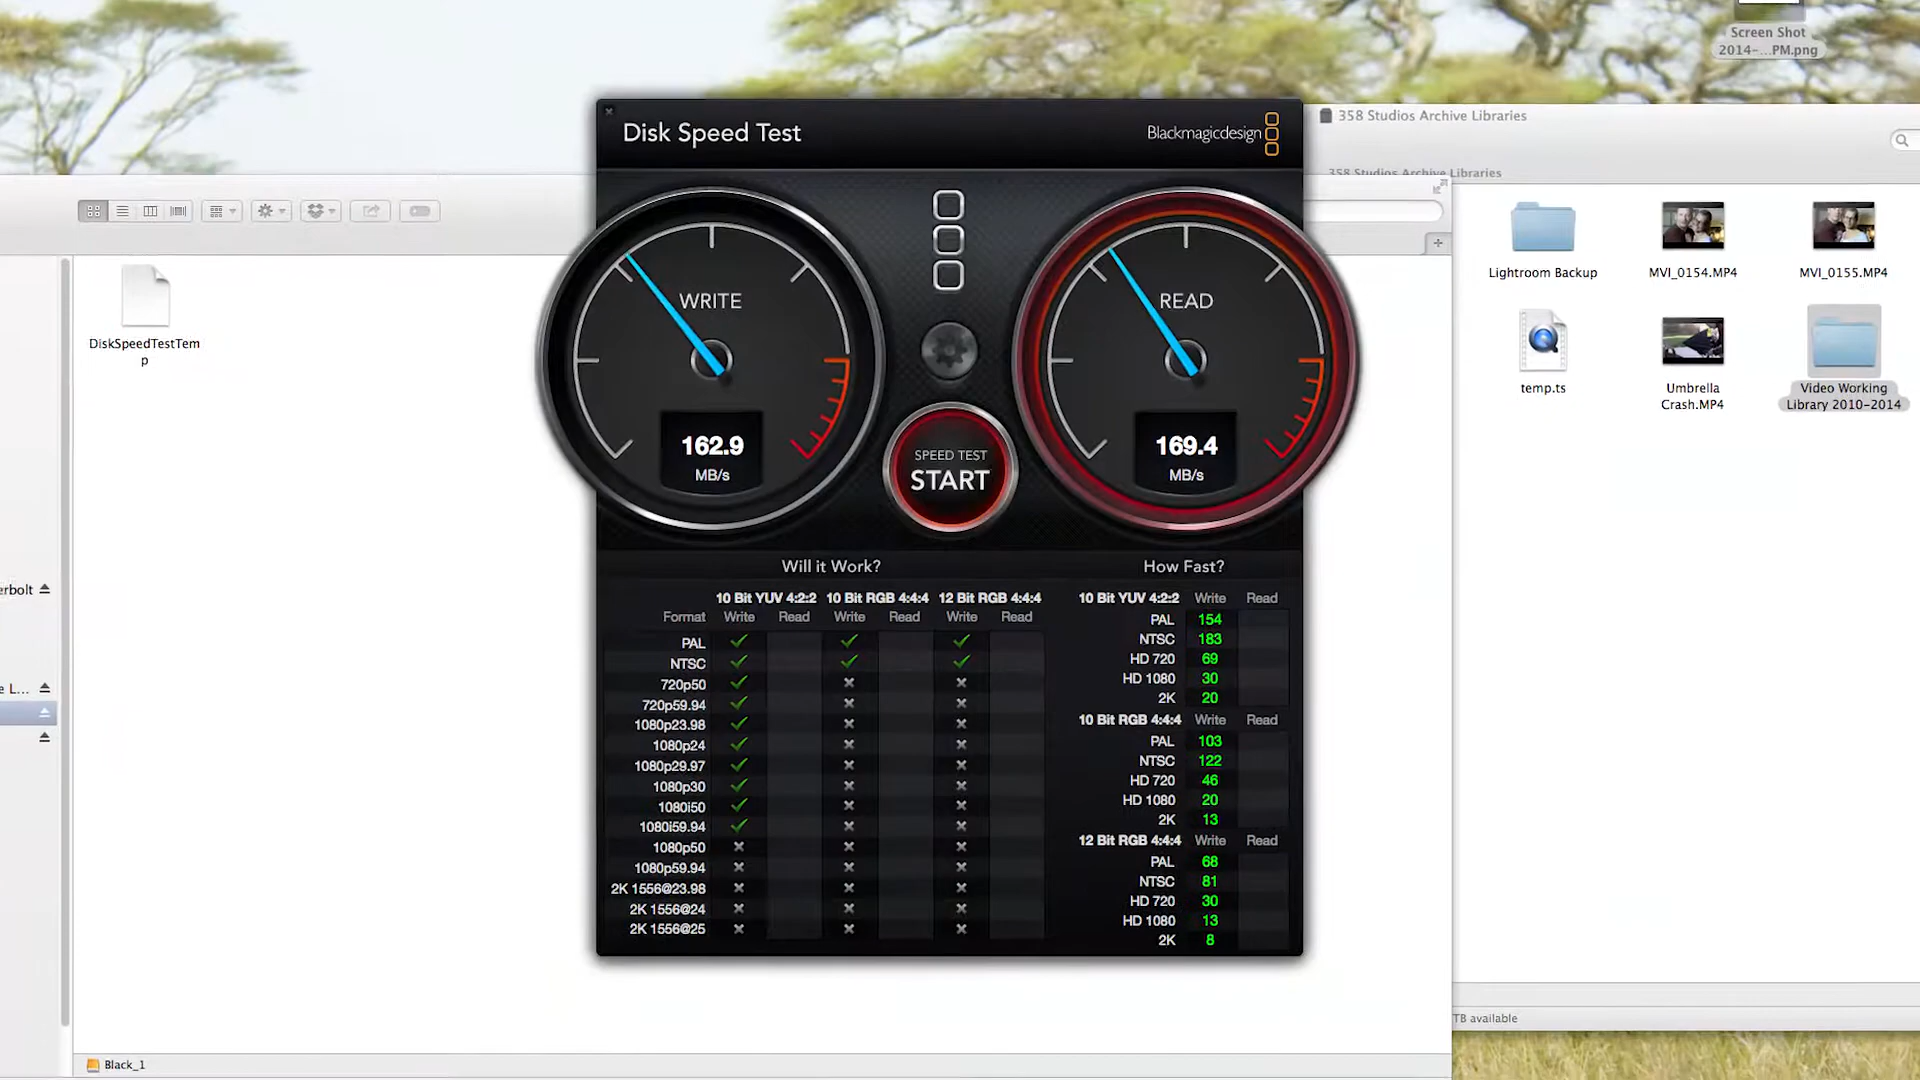 Screen Shot
2014-...PM.png
358 Studios Archive Libraries
358 Studios Archive Libraries
Disk Speed Test
Blackmagicdesign
WRITE
162.9
MB/s
READ
169.4
MB/s
SPEED TEST
START
DiskSpeedTestTem
p
Lightroom Backup
MVI_0154.MP4
MVI_0155.MP4
temp.ts
Umbrella
Crash.MP4
Video Working
Library 2010-2014
erbolt
e L...
Will it Work?
10 Bit YUV 4:2:2 10 Bit RGB 4:4:4 12 Bit RGB 4:4:4
Format Write Read Write Read Write Read
PAL
NTSC
720p50
720p59.94
1080p23.98
1080p24
1080p29.97
1080p30
1080i50
1080i59.94
1080p50
1080p59.94
2K 1556@23.98
2K 1556@24
2K 1556@25
How Fast?
10 Bit YUV 4:2:2 Write Read
PAL 154
NTSC 183
HD 720 69
HD 1080 30
2K 20
10 Bit RGB 4:4:4 Write Read
PAL 103
NTSC 122
HD 720 46
HD 1080 20
2K 13
12 Bit RGB 4:4:4 Write Read
PAL 68
NTSC 81
HD 720 30
HD 1080 13
2K 8
TB available
Black_1